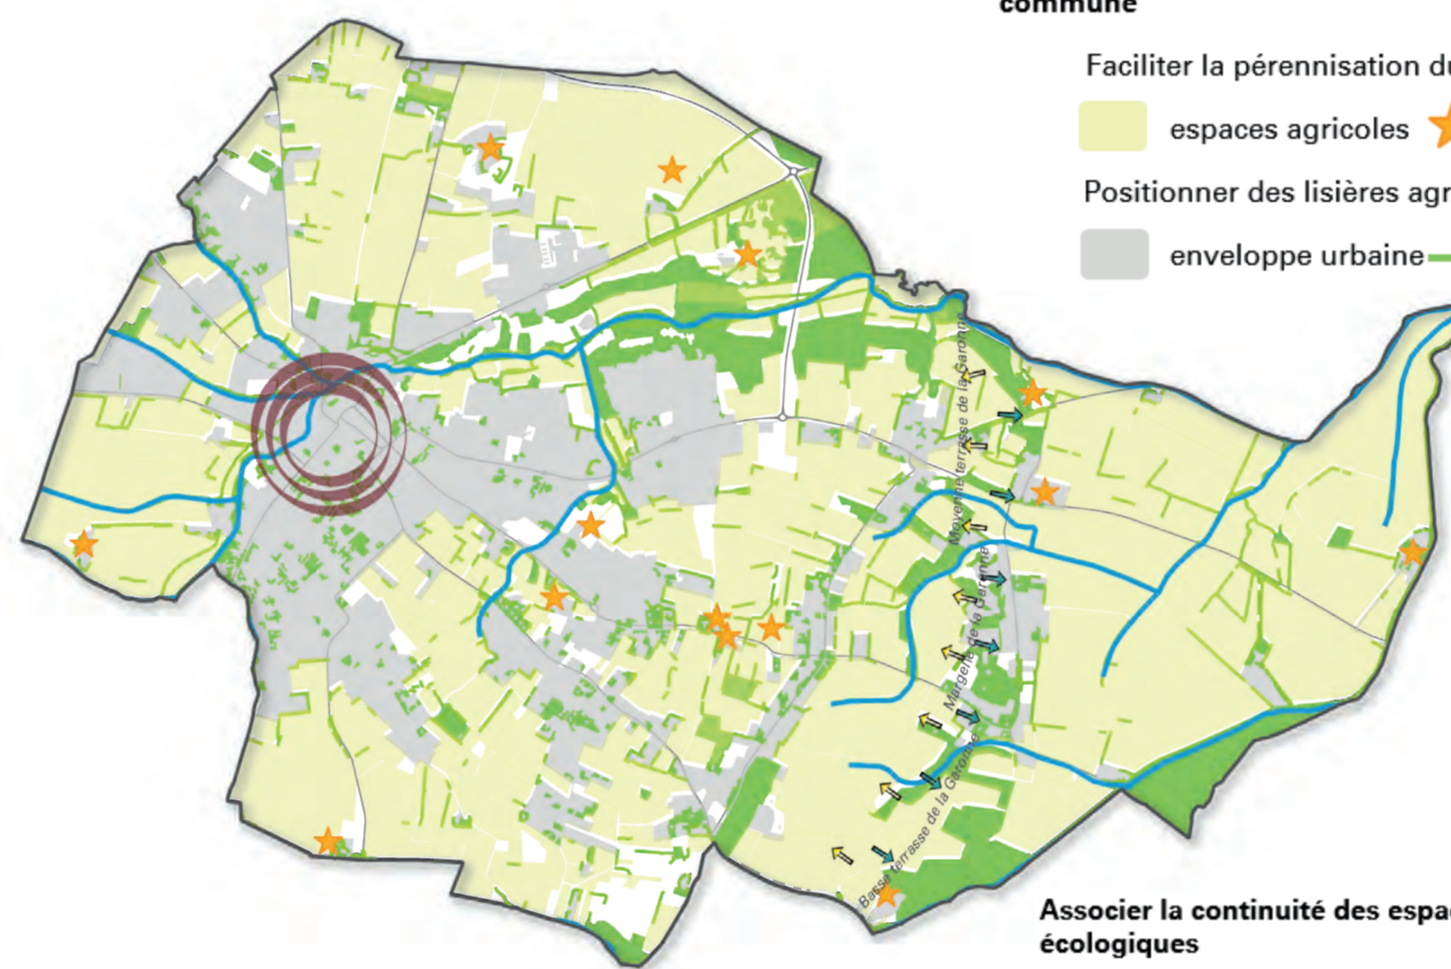 commune
Faciliter la pérennisation du
espaces agricoles
Positionner des lisières agr
enveloppe urbaine
Moyenne terrasse de la Garonne
Margelle de la Garonne
Basse terrasse de la Garonne
Associer la continuité des espa
écologiques